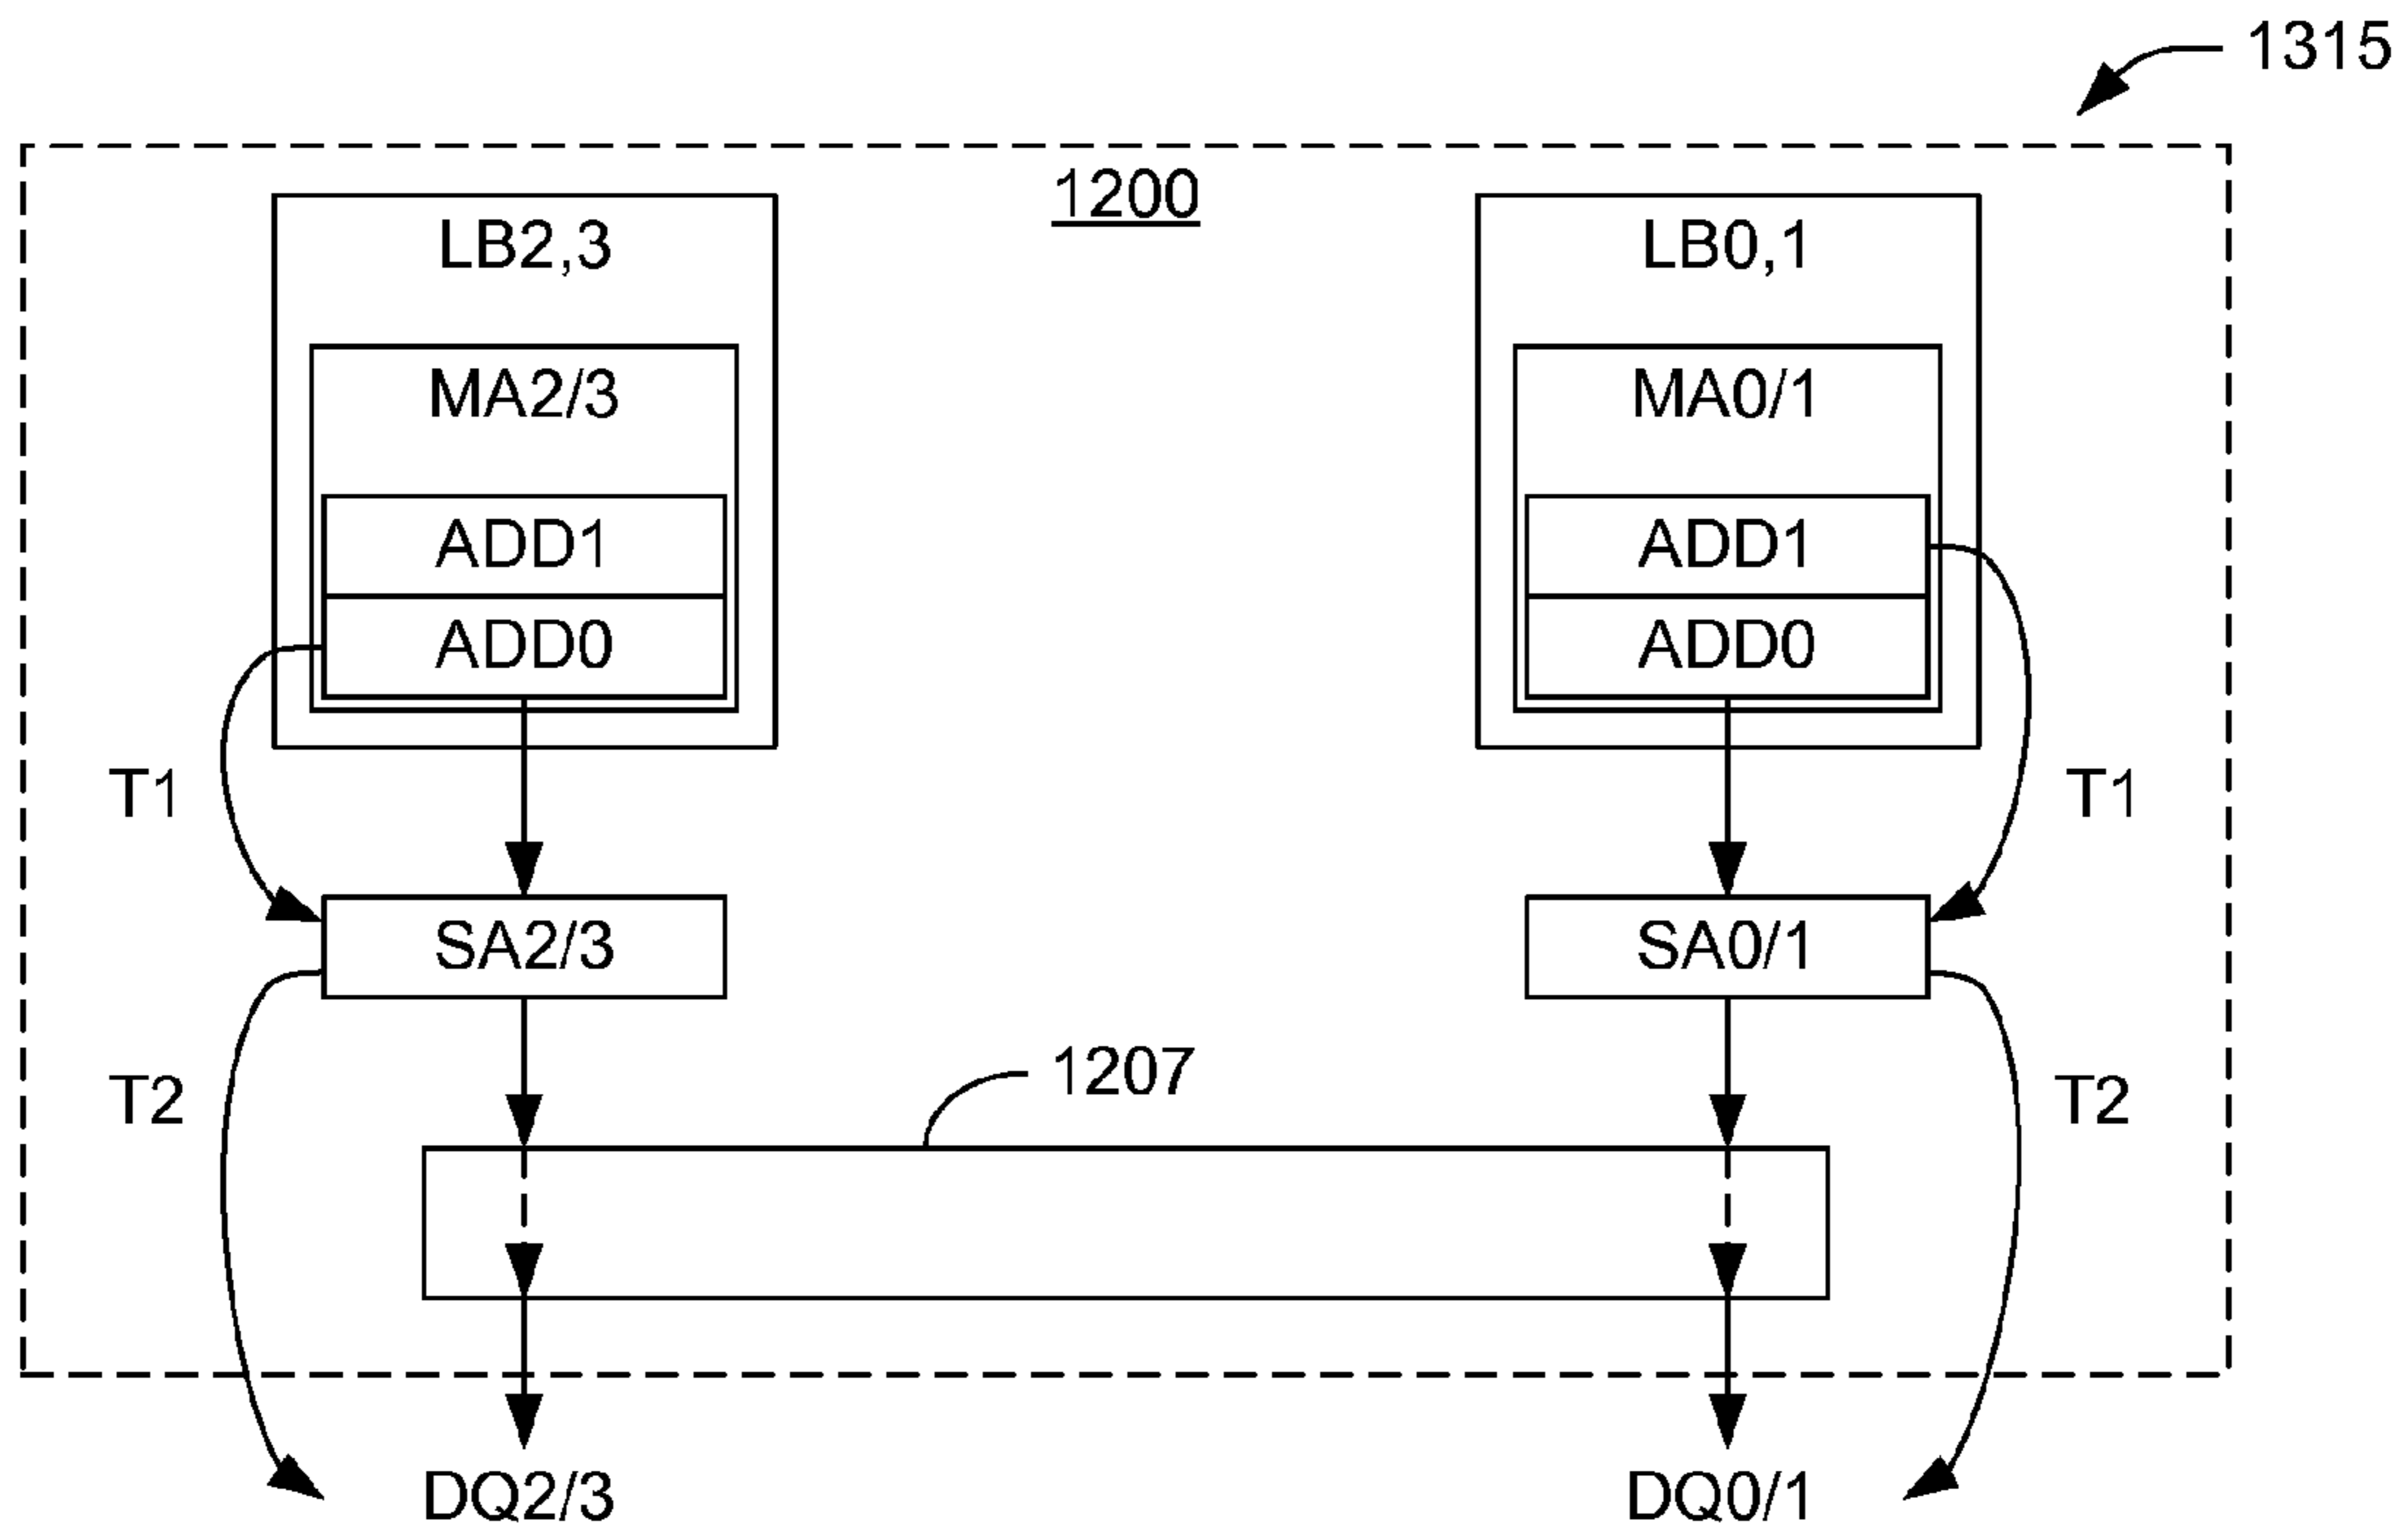 1315
1200
LB2,3
LB0,1
MA2/3
MA0/1
ADD1
ADD1
ADD0
ADD0
T1
T1
SA2/3
SA0/1
1207
T2
T2
DQ2/3
DQ0/1